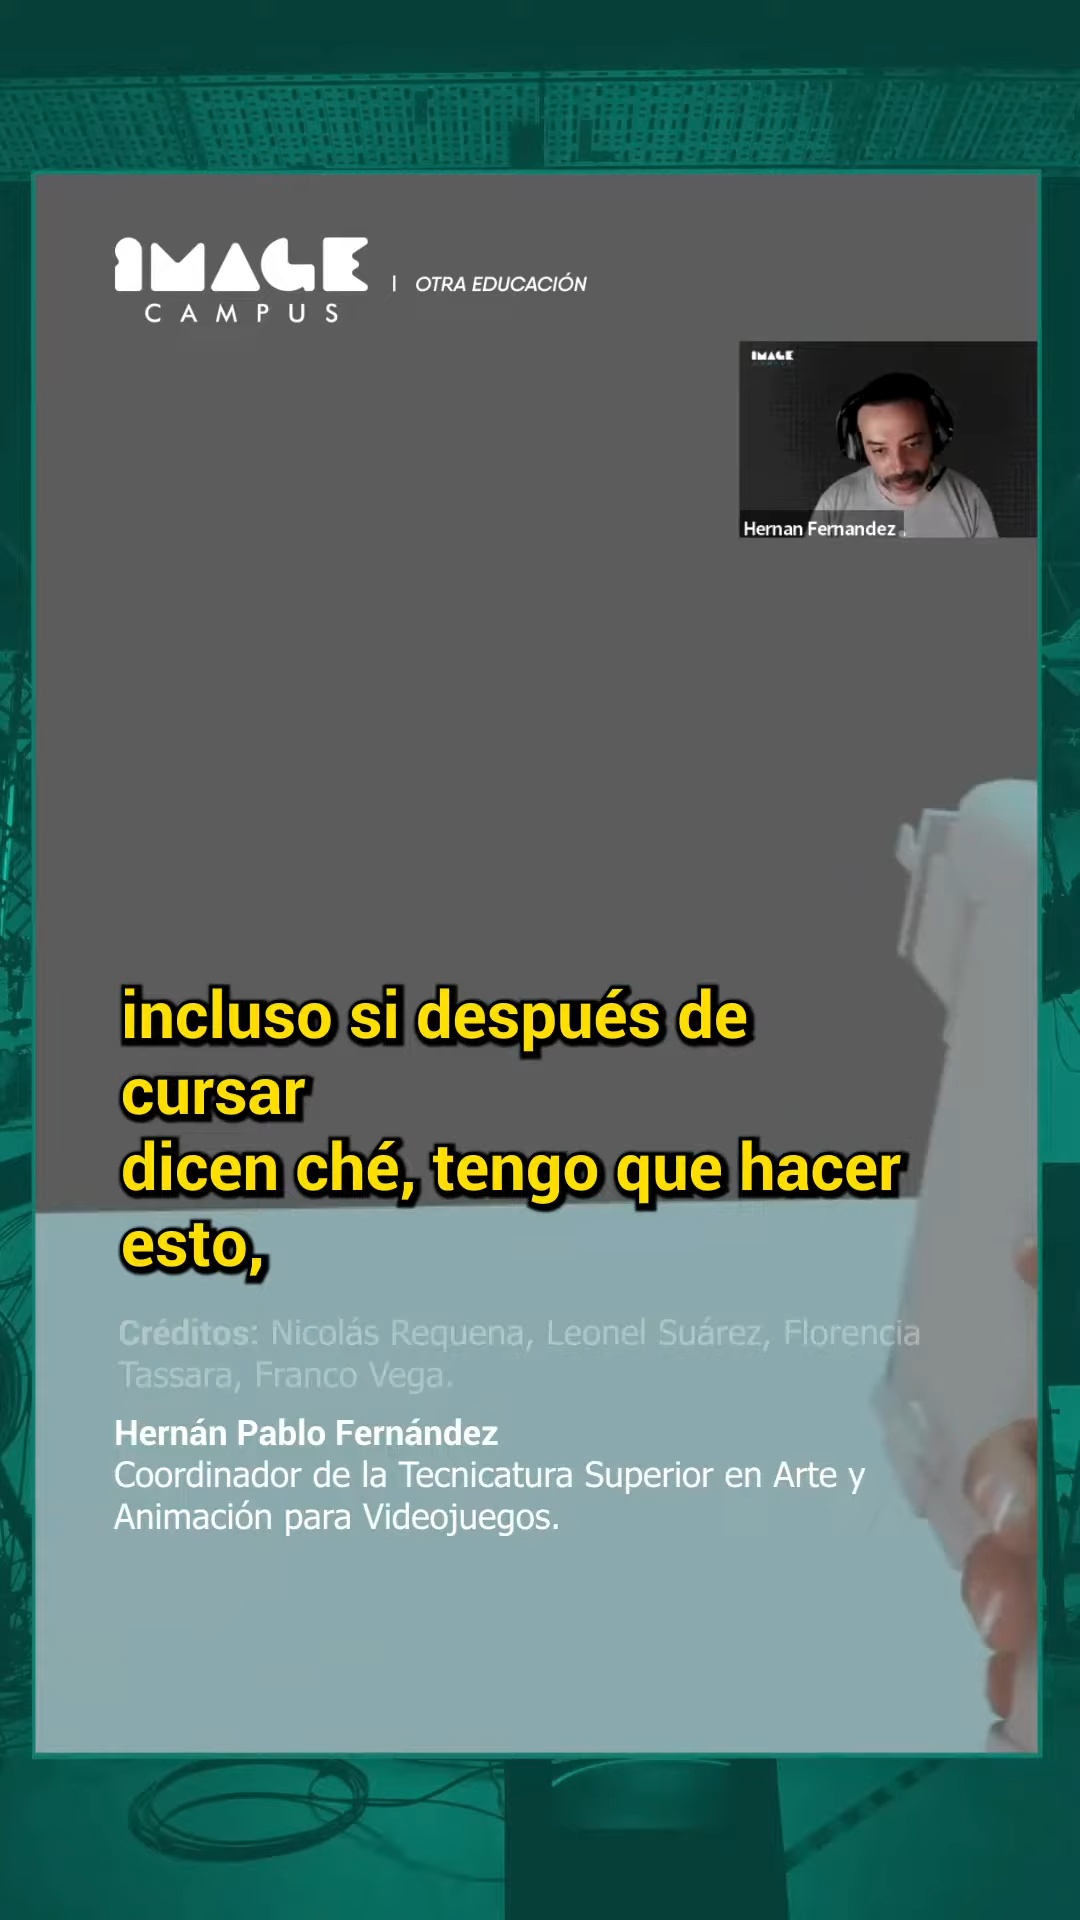 IMAGE
CAMPUS
| OTRA EDUCACIÓN
IMAGE
Hernan Fernandez
incluso si después de
cursar
dicen ché, tengo que hacer
esto,
Créditos: Nicolás Requena, Leonel Suárez, Florencia
Tassara, Franco Vega.
Hernán Pablo Fernández
Coordinador de la Tecnicatura Superior en Arte y
Animación para Videojuegos.